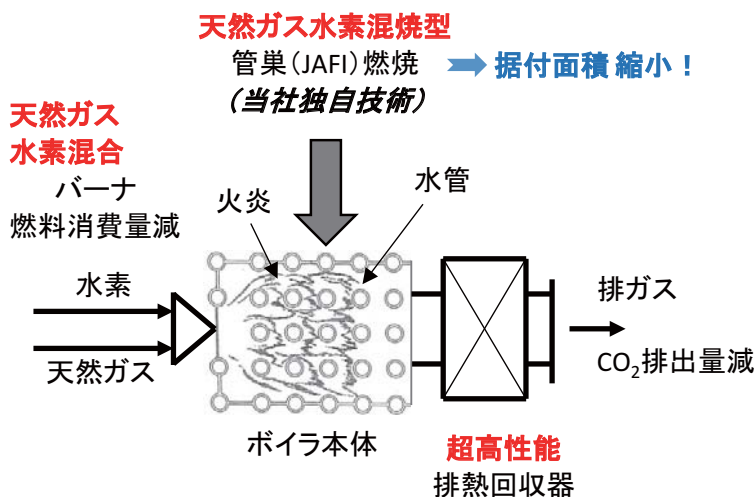 天然ガス水素混焼型
管巣（JAFI）燃焼
（当社独自技術）
据付面積 縮小！
天然ガス
水素混合
バーナ
燃料消費量減
火炎
水管
水素
天然ガス
排ガス
CO₂排出量減
ボイラ本体
超高性能
排熱回収器